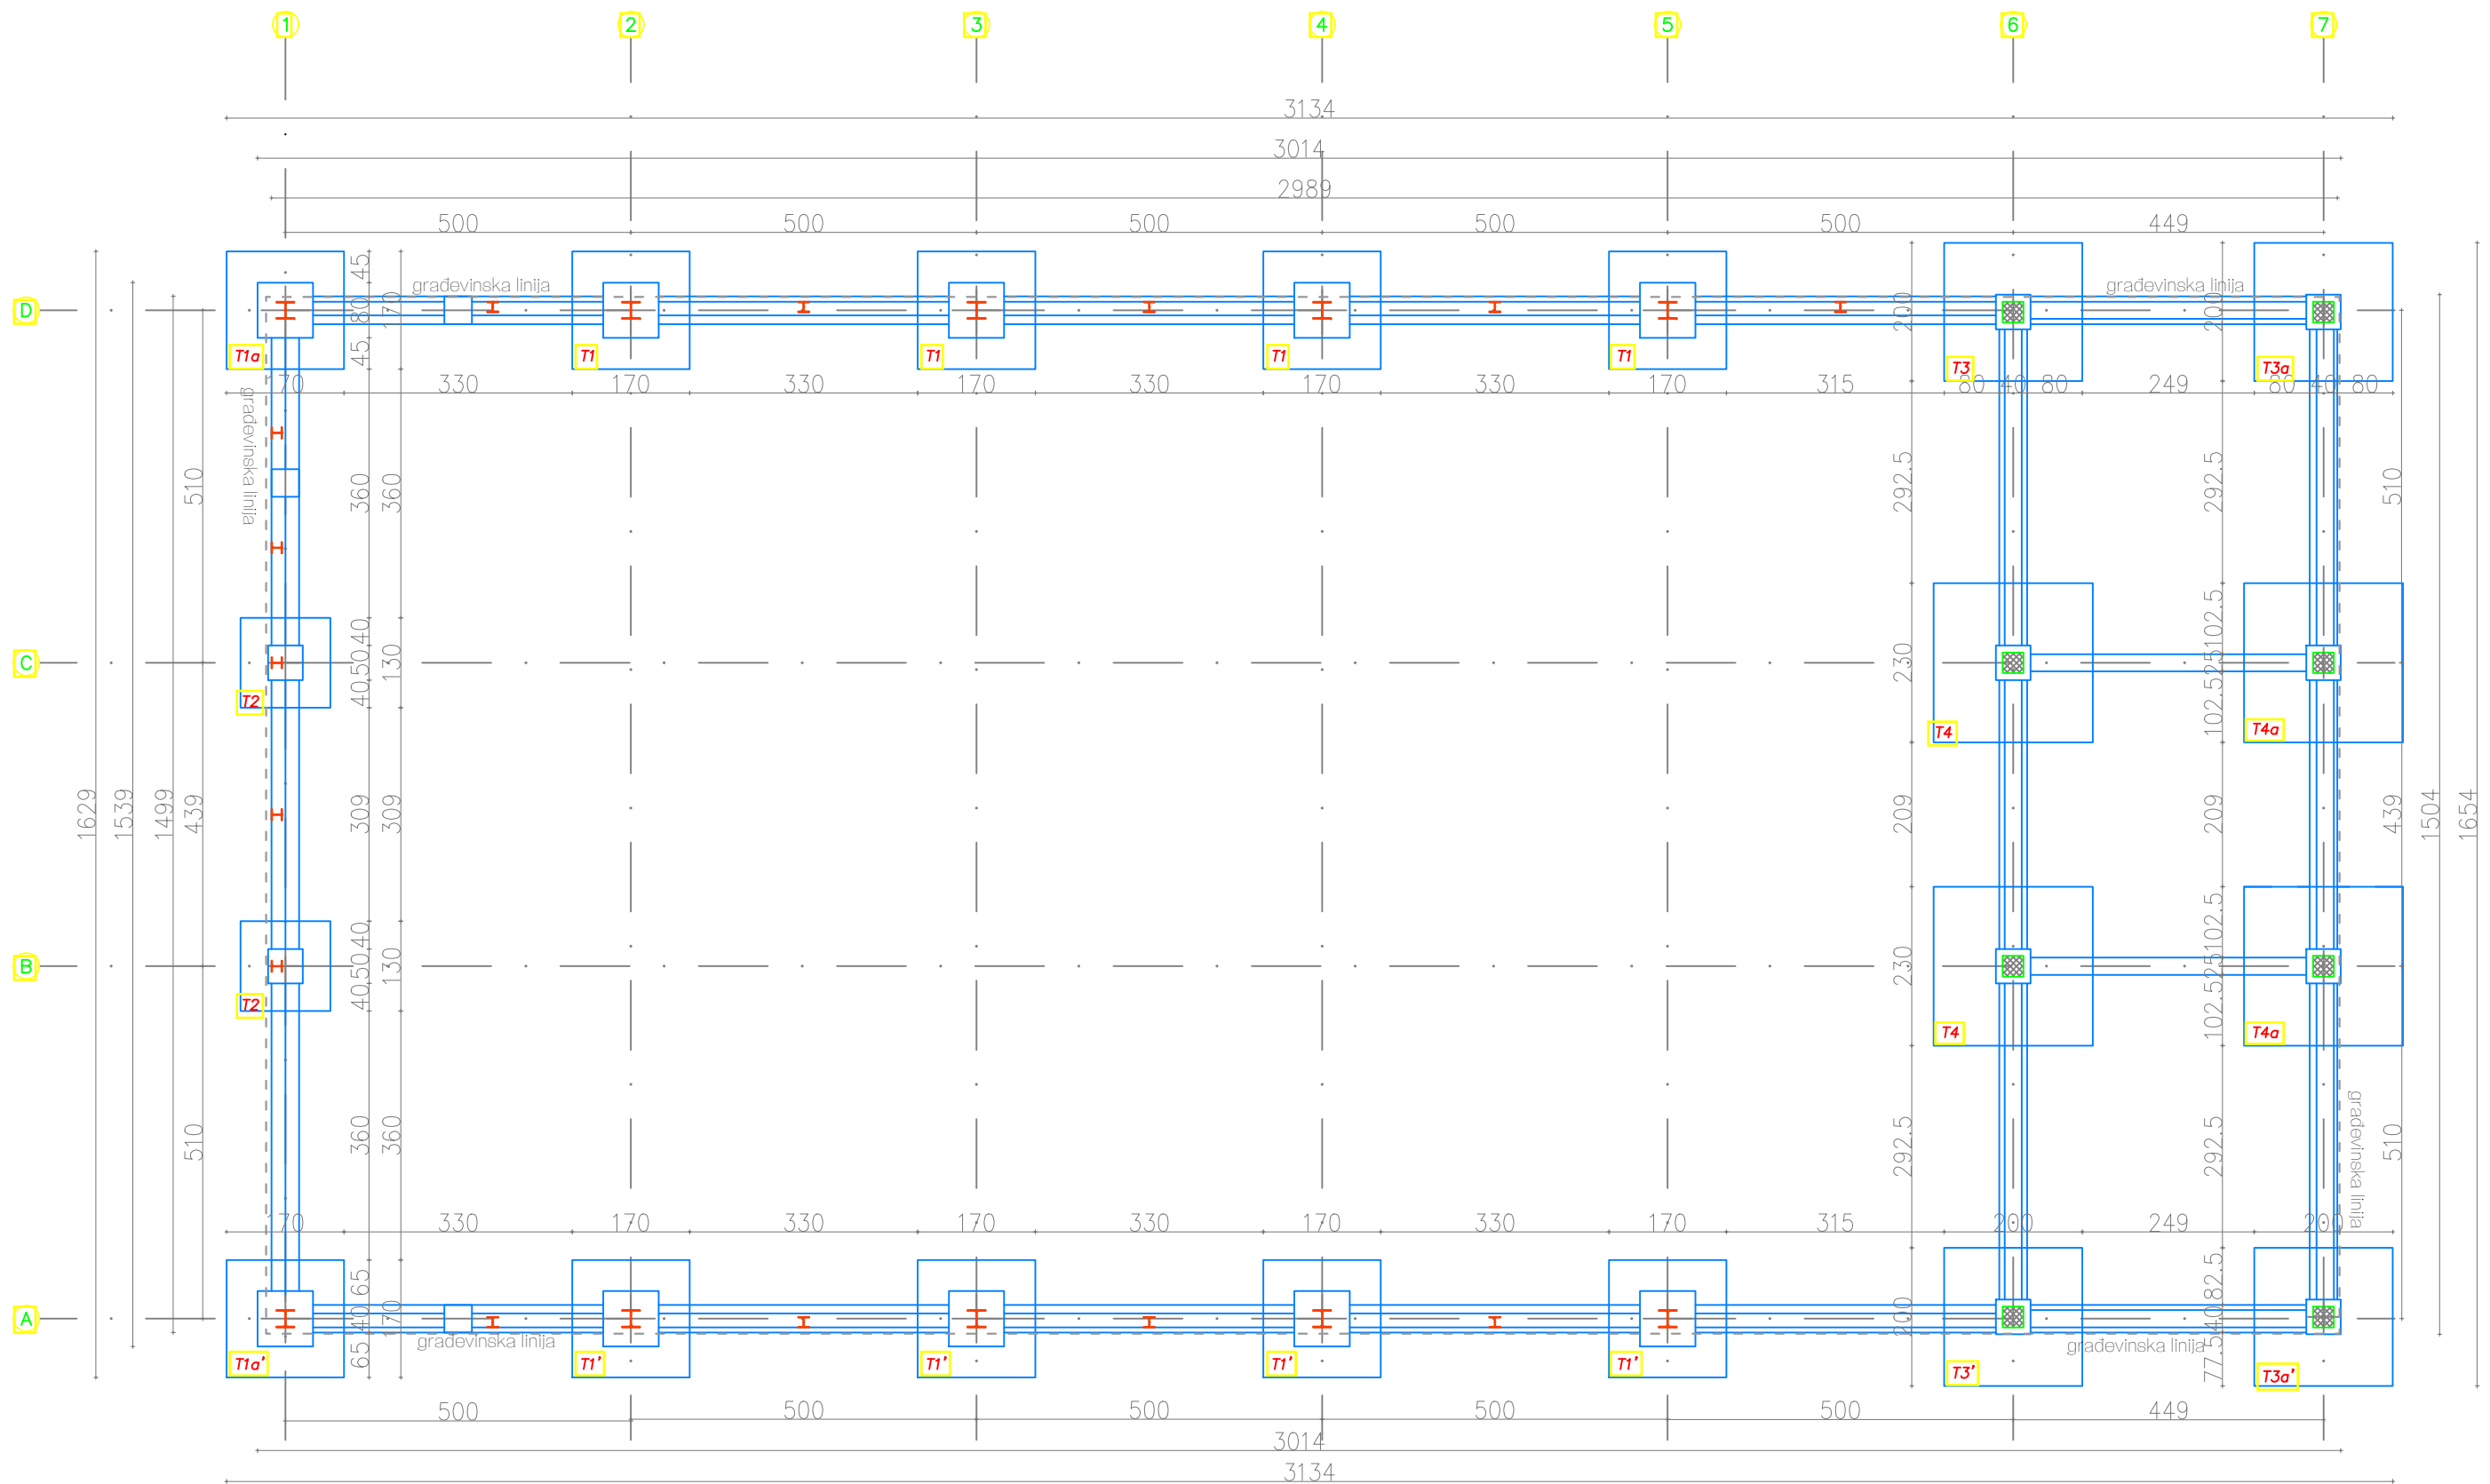 1 2 3 4 5 6 7
3134
3014
2989
500 500 500 500 500 449
građevinska linija građevinska linija
D
45 80 45 170 200 200
T1a T1 T1 T1 T1 T3 T3a
170 330 170 330 170 330 170 330 170 315 80 40 80 249 80 40 80
građevinska linija
510 360 360 292.5 292.5 510
C
40 50 40 130 230 102.5 25 102.5
T2 T4 T4a
1629 1539 1499 439 309 309 209 209 439 1504 1654
B
40 50 40 130 230 102.5 25 102.5
T2 T4 T4a
510 360 360 292.5 292.5 510
građevinska linija
170 330 170 330 170 330 170 330 170 315 200 249 200
A
65 40 65 170 200 77.5 40 82.5
građevinska linija građevinska linija
T1a' T1' T1' T1' T1' T3' T3a'
500 500 500 500 500 449
3014
3134